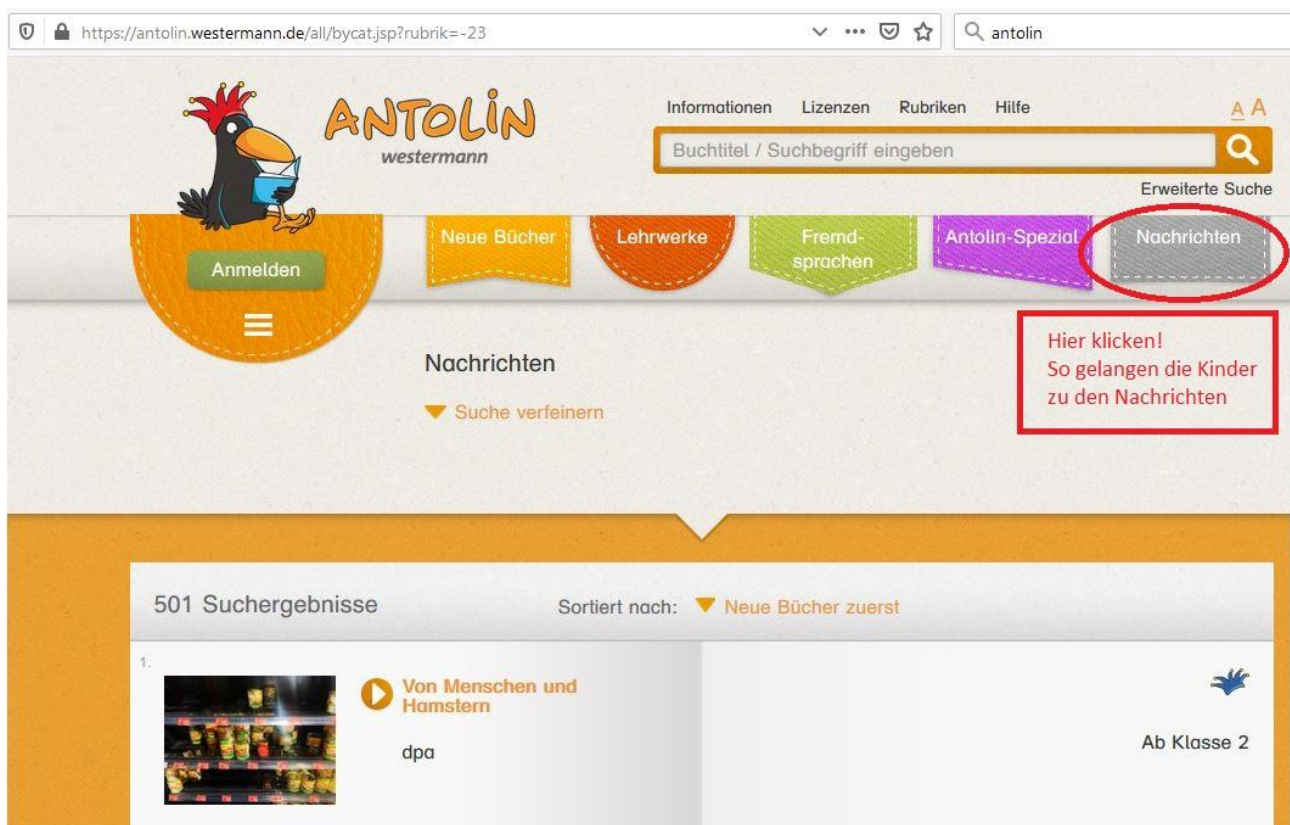 https://antolin.westermann.de/all/bycat.jsp?rubrik=-23
antolin
ANTOLIN
westermann
Informationen Lizenzen Rubriken Hilfe A A
Buchtitel / Suchbegriff eingeben
Erweiterte Suche
Anmelden
Neue Bücher
Lehrwerke
Fremd-
sprachen
Antolin-Spezial
Nachrichten
Hier klicken!
So gelangen die Kinder
zu den Nachrichten
Nachrichten
Suche verfeinern
501 Suchergebnisse
Sortiert nach: Neue Bücher zuerst
1.
Von Menschen und
Hamstern
dpa
Ab Klasse 2